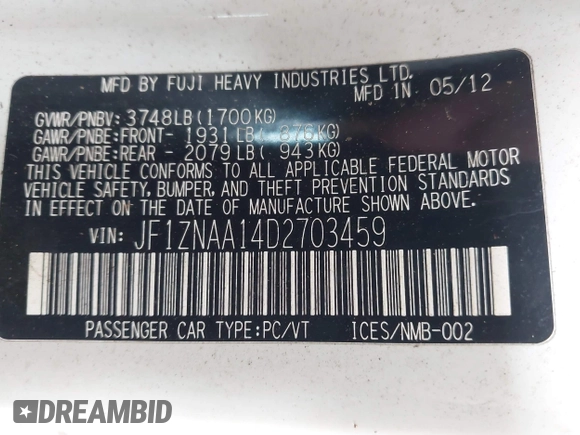 MFD BY FUJI HEAVY INDUSTRIES LTD.
MFD IN 05/12
GVWR/PNBV: 3748LB(1700KG)
GAWR/PNBE:FRONT- 1931LB( 876KG)
GAWR/PNBE:REAR - 2079LB( 943KG)
THIS VEHICLE CONFORMS TO ALL APPLICABLE FEDERAL MOTOR
VEHICLE SAFETY, BUMPER, AND THEFT PREVENTION STANDARDS
IN EFFECT ON THE DATE OF MANUFACTURE SHOWN ABOVE.
VIN: JF1ZNAA14D2703459
PASSENGER CAR TYPE:PC/VT ICES/NMB-002
DREAMBID